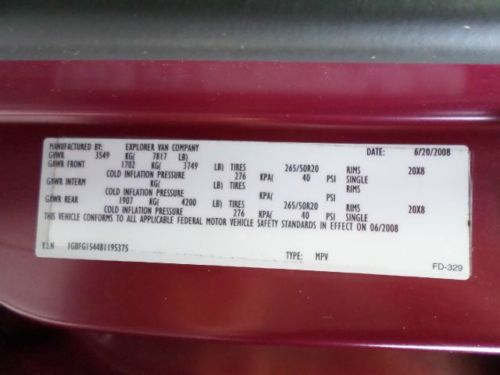 MANUFACTURED BY: EXPLORER VAN COMPANY DATE: 6/20/2008
GVWR 3549 KG( 7817 LB)
GAWR FRONT 1702 KG( 3749 LB) TIRES 265/50R20 RIMS 20X8
COLD INFLATION PRESSURE 276 KPA( 40 PSI SINGLE
GAWR INTERM KG( LB) TIRES RIMS
COLD INFLATION PRESSURE KPA( PSI SINGLE
GAWR REAR 1907 KG( 4200 LB) TIRES 265/50R20 RIMS 20X8
COLD INFLATION PRESSURE 276 KPA( 40 PSI SINGLE
THIS VEHICLE CONFORMS TO ALL APPLICABLE FEDERAL MOTOR VEHICLE SAFETY STANDARDS IN EFFECT ON 06/2008
1GBFG154481195375
TYPE: MPV
FD-329